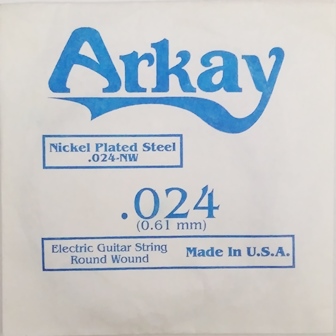 Arkay
Nickel Plated Steel
.024-NW
.024
(0.61 mm)
Electric Guitar String
Round Wound
Made In U.S.A.